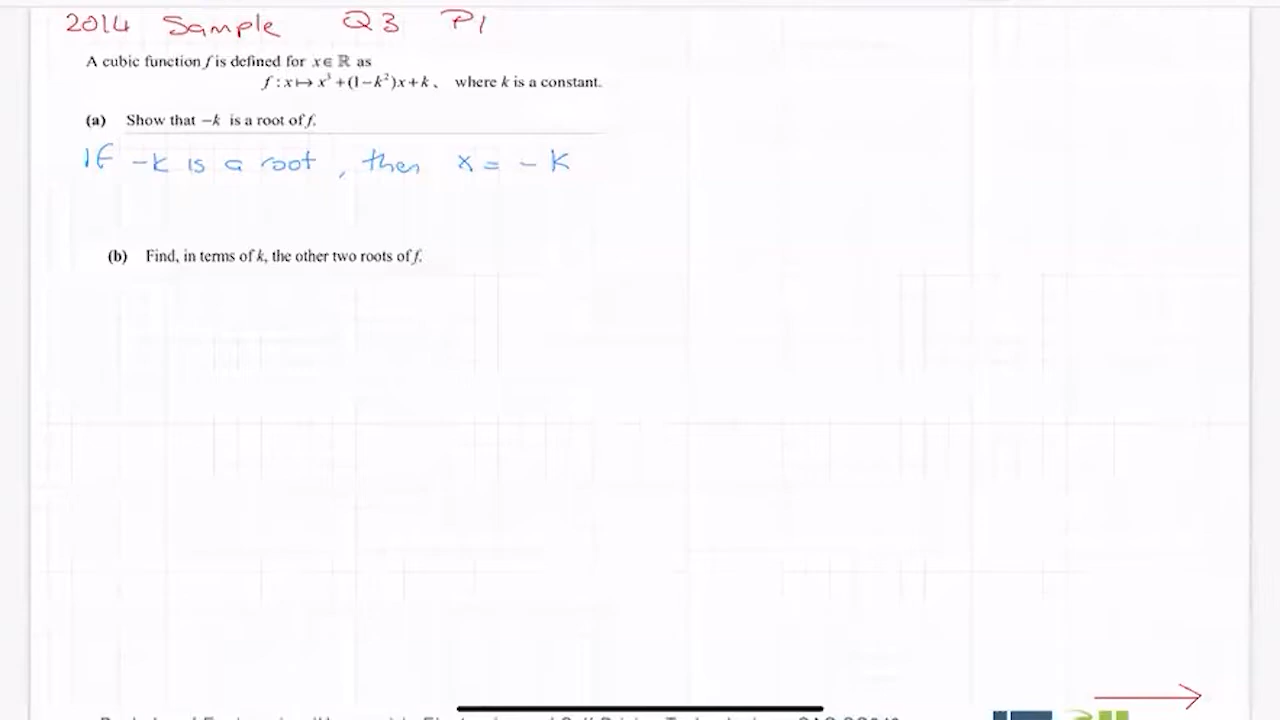 2014 Sample Q3 P1
A cubic function f is defined for x ∈ ℝ as
f : x ↦ x³ + (1 − k²)x + k, where k is a constant.
(a) Show that −k is a root of f.
If -k is a root, then x = - k
(b) Find, in terms of k, the other two roots of f.